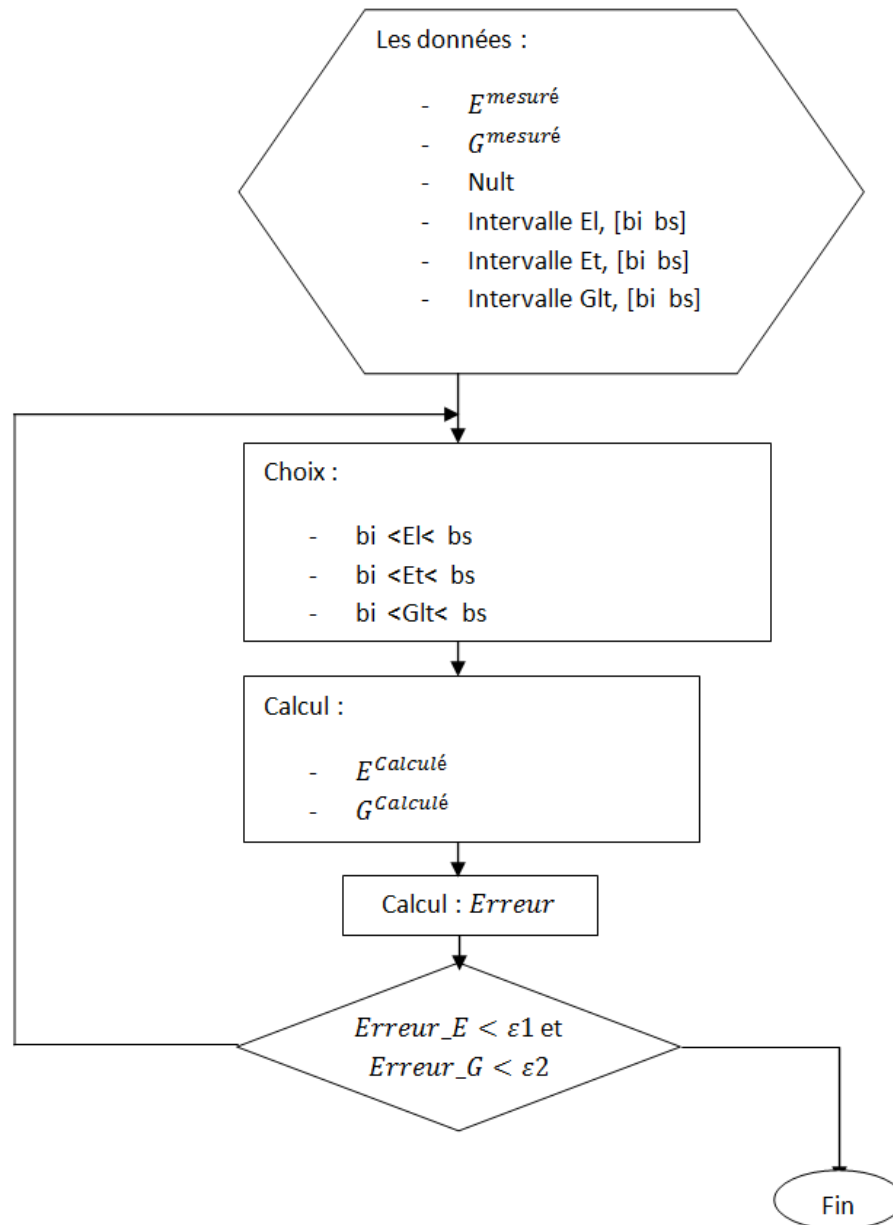 Les données :
- E^mesuré
- G^mesuré
- Nult
- Intervalle El, [bi bs]
- Intervalle Et, [bi bs]
- Intervalle Glt, [bi bs]
Choix :
- bi <El< bs
- bi <Et< bs
- bi <Glt< bs
Calcul :
- E^Calculé
- G^Calculé
Calcul : Erreur
Erreur_E < ε1 et
Erreur_G < ε2
Fin